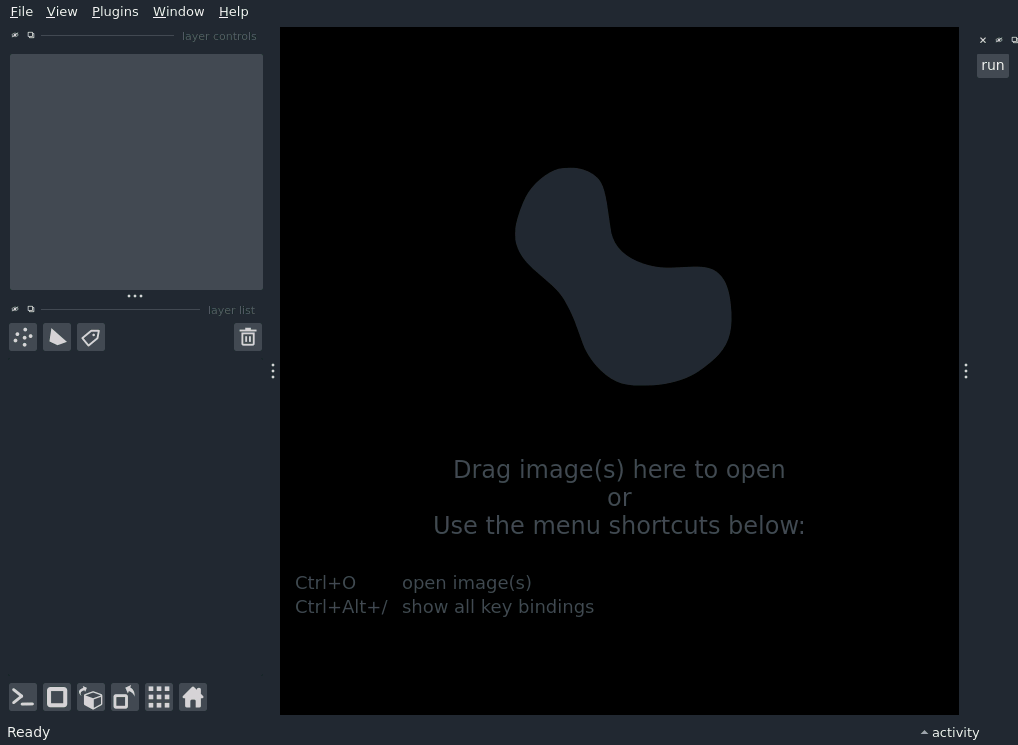 File View Plugins Window Help
layer controls
run
layer list
Drag image(s) here to open
or
Use the menu shortcuts below:
Ctrl+O open image(s)
Ctrl+Alt+/ show all key bindings
Ready
activity